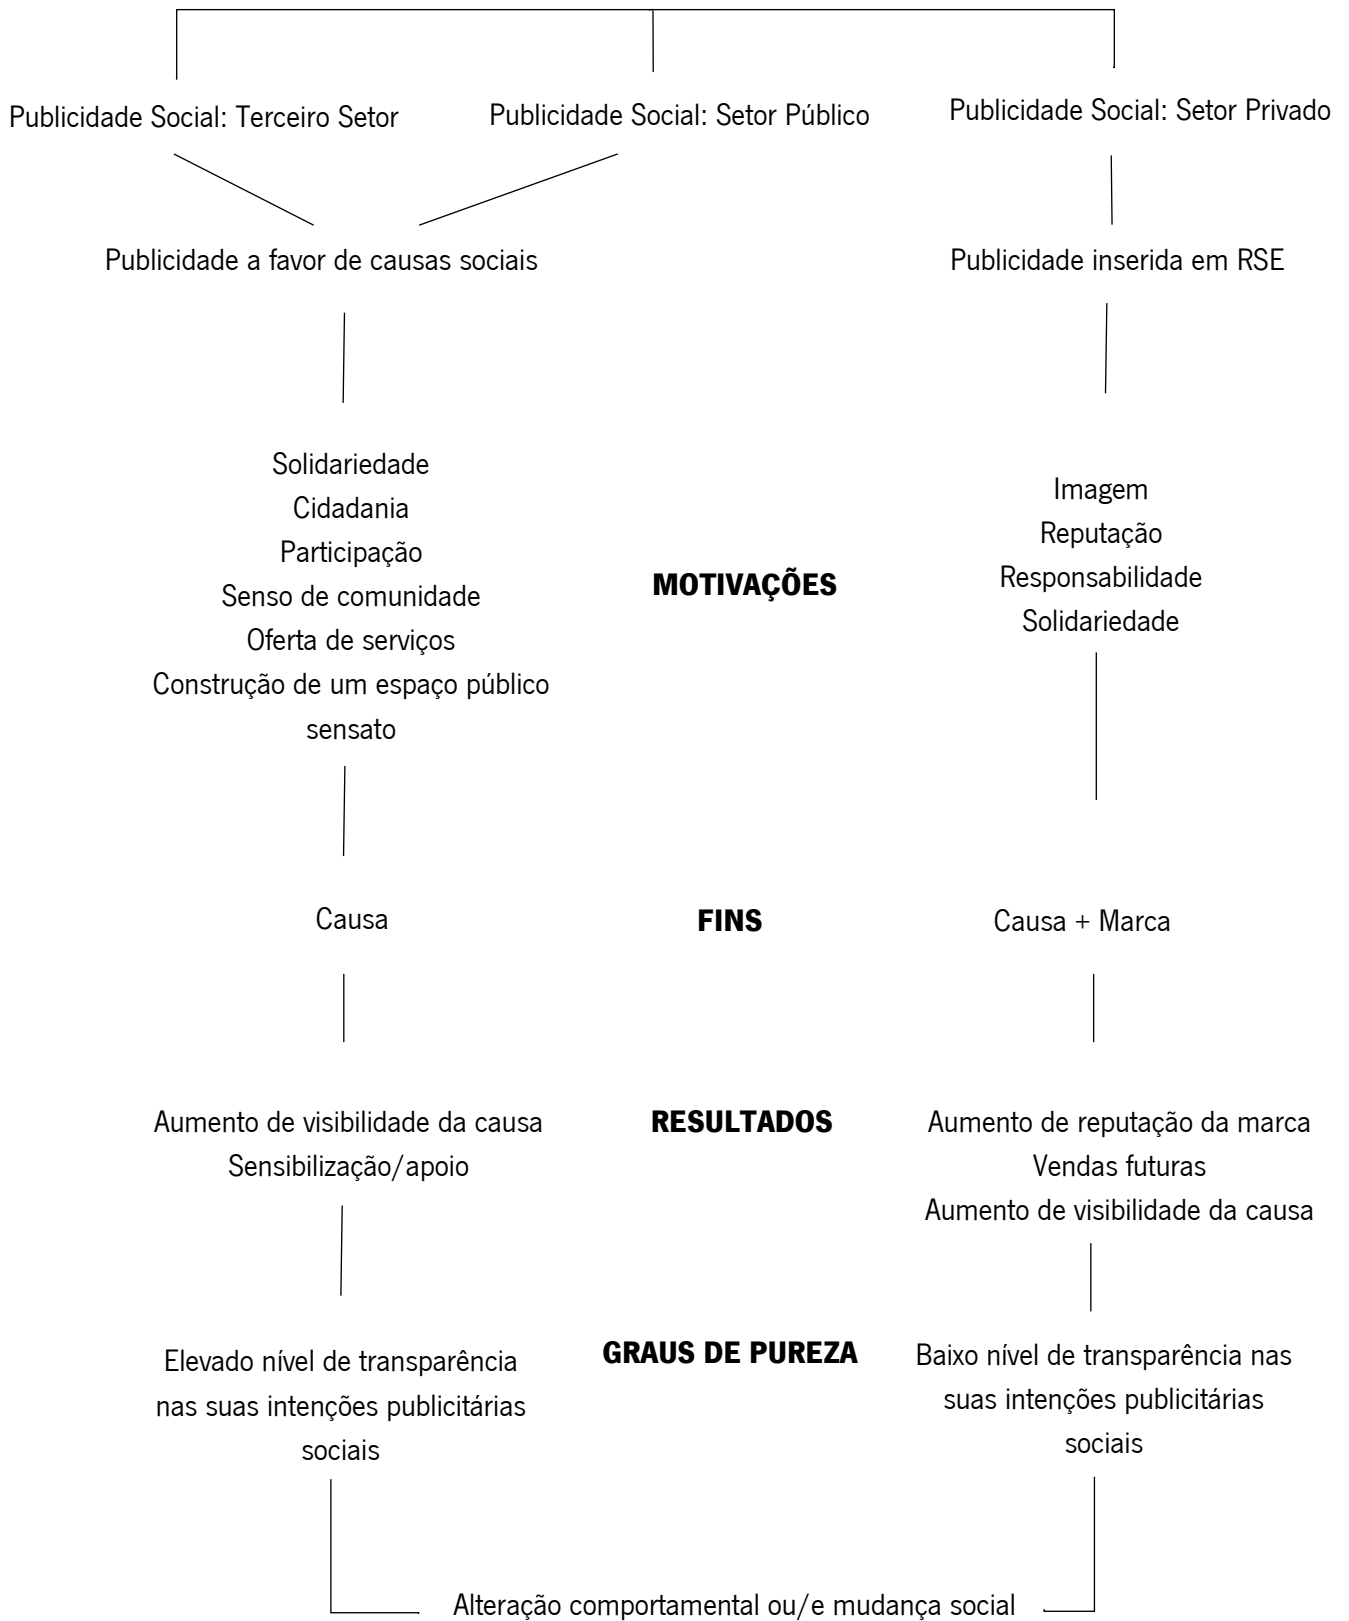 Publicidade Social: Terceiro Setor
Publicidade Social: Setor Público
Publicidade Social: Setor Privado
Publicidade a favor de causas sociais
Publicidade inserida em RSE
Solidariedade
Cidadania
Participação
Senso de comunidade
Oferta de serviços
Construção de um espaço público
sensato
MOTIVAÇÕES
Imagem
Reputação
Responsabilidade
Solidariedade
Causa
FINS
Causa + Marca
Aumento de visibilidade da causa
Sensibilização/apoio
RESULTADOS
Aumento de reputação da marca
Vendas futuras
Aumento de visibilidade da causa
Elevado nível de transparência
nas suas intenções publicitárias
sociais
GRAUS DE PUREZA
Baixo nível de transparência nas
suas intenções publicitárias
sociais
Alteração comportamental ou/e mudança social